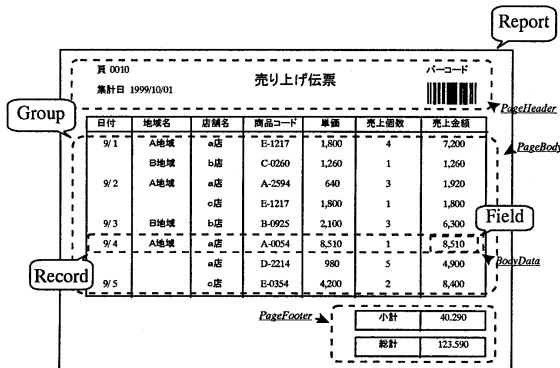 Report
頁 0010
集計日 1999/10/01
売り上げ伝票
バーコード
PageHeader
Group
日付 地域名 店舗名 商品コード 単価 売上個数 売上金額
PageBody
9/1 A地域 a店 E-1217 1,800 4 7,200
B地域 b店 C-0260 1,260 1 1,260
9/2 A地域 a店 A-2594 640 3 1,920
c店 E-1217 1,800 1 1,800
9/3 B地域 b店 B-0925 2,100 3 6,300
Field
9/4 A地域 a店 A-0054 8,510 1 8,510
BodyData
Record
a店 D-2214 980 5 4,900
9/5 c店 E-0354 4,200 2 8,400
PageFooter
小計 40.290
総計 123.590